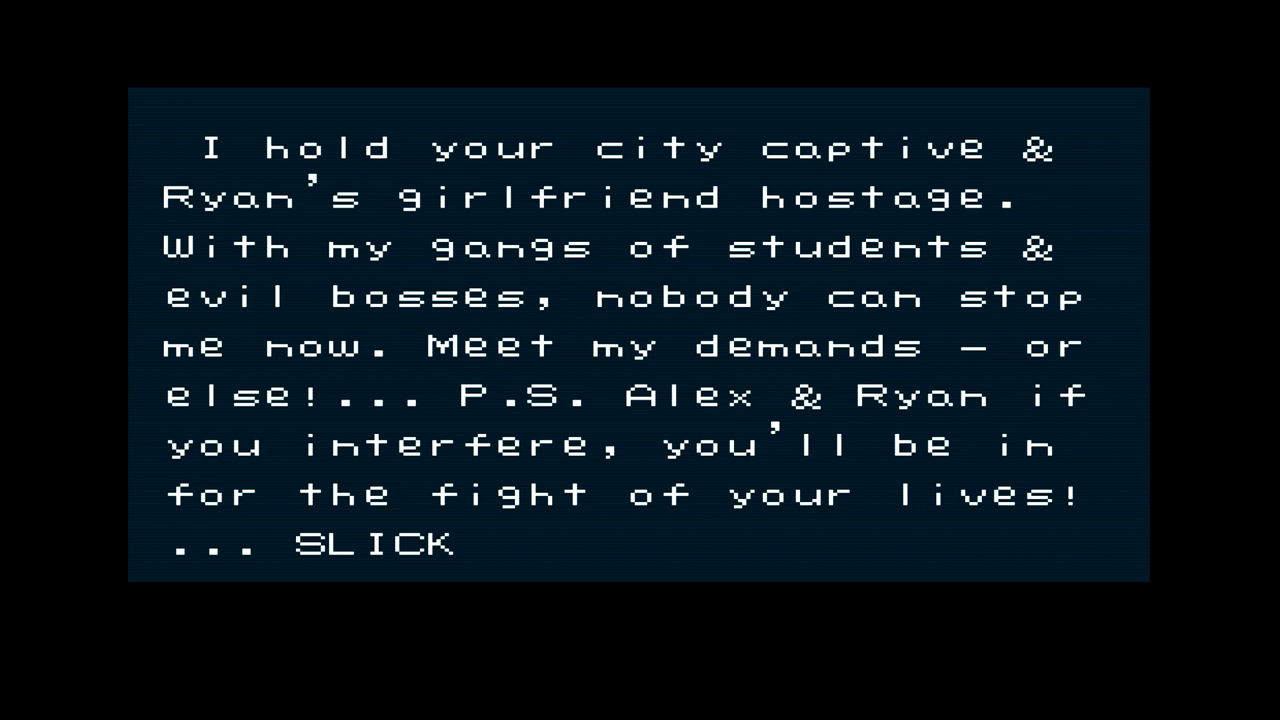 I hold your city captive &
Ryan's girlfriend hostage.
With my gangs of students &
evil bosses, nobody can stop
me now. Meet my demands – or
else!... P.S. Alex & Ryan if
you interfere, you'll be in
for the fight of your lives!
... SLICK